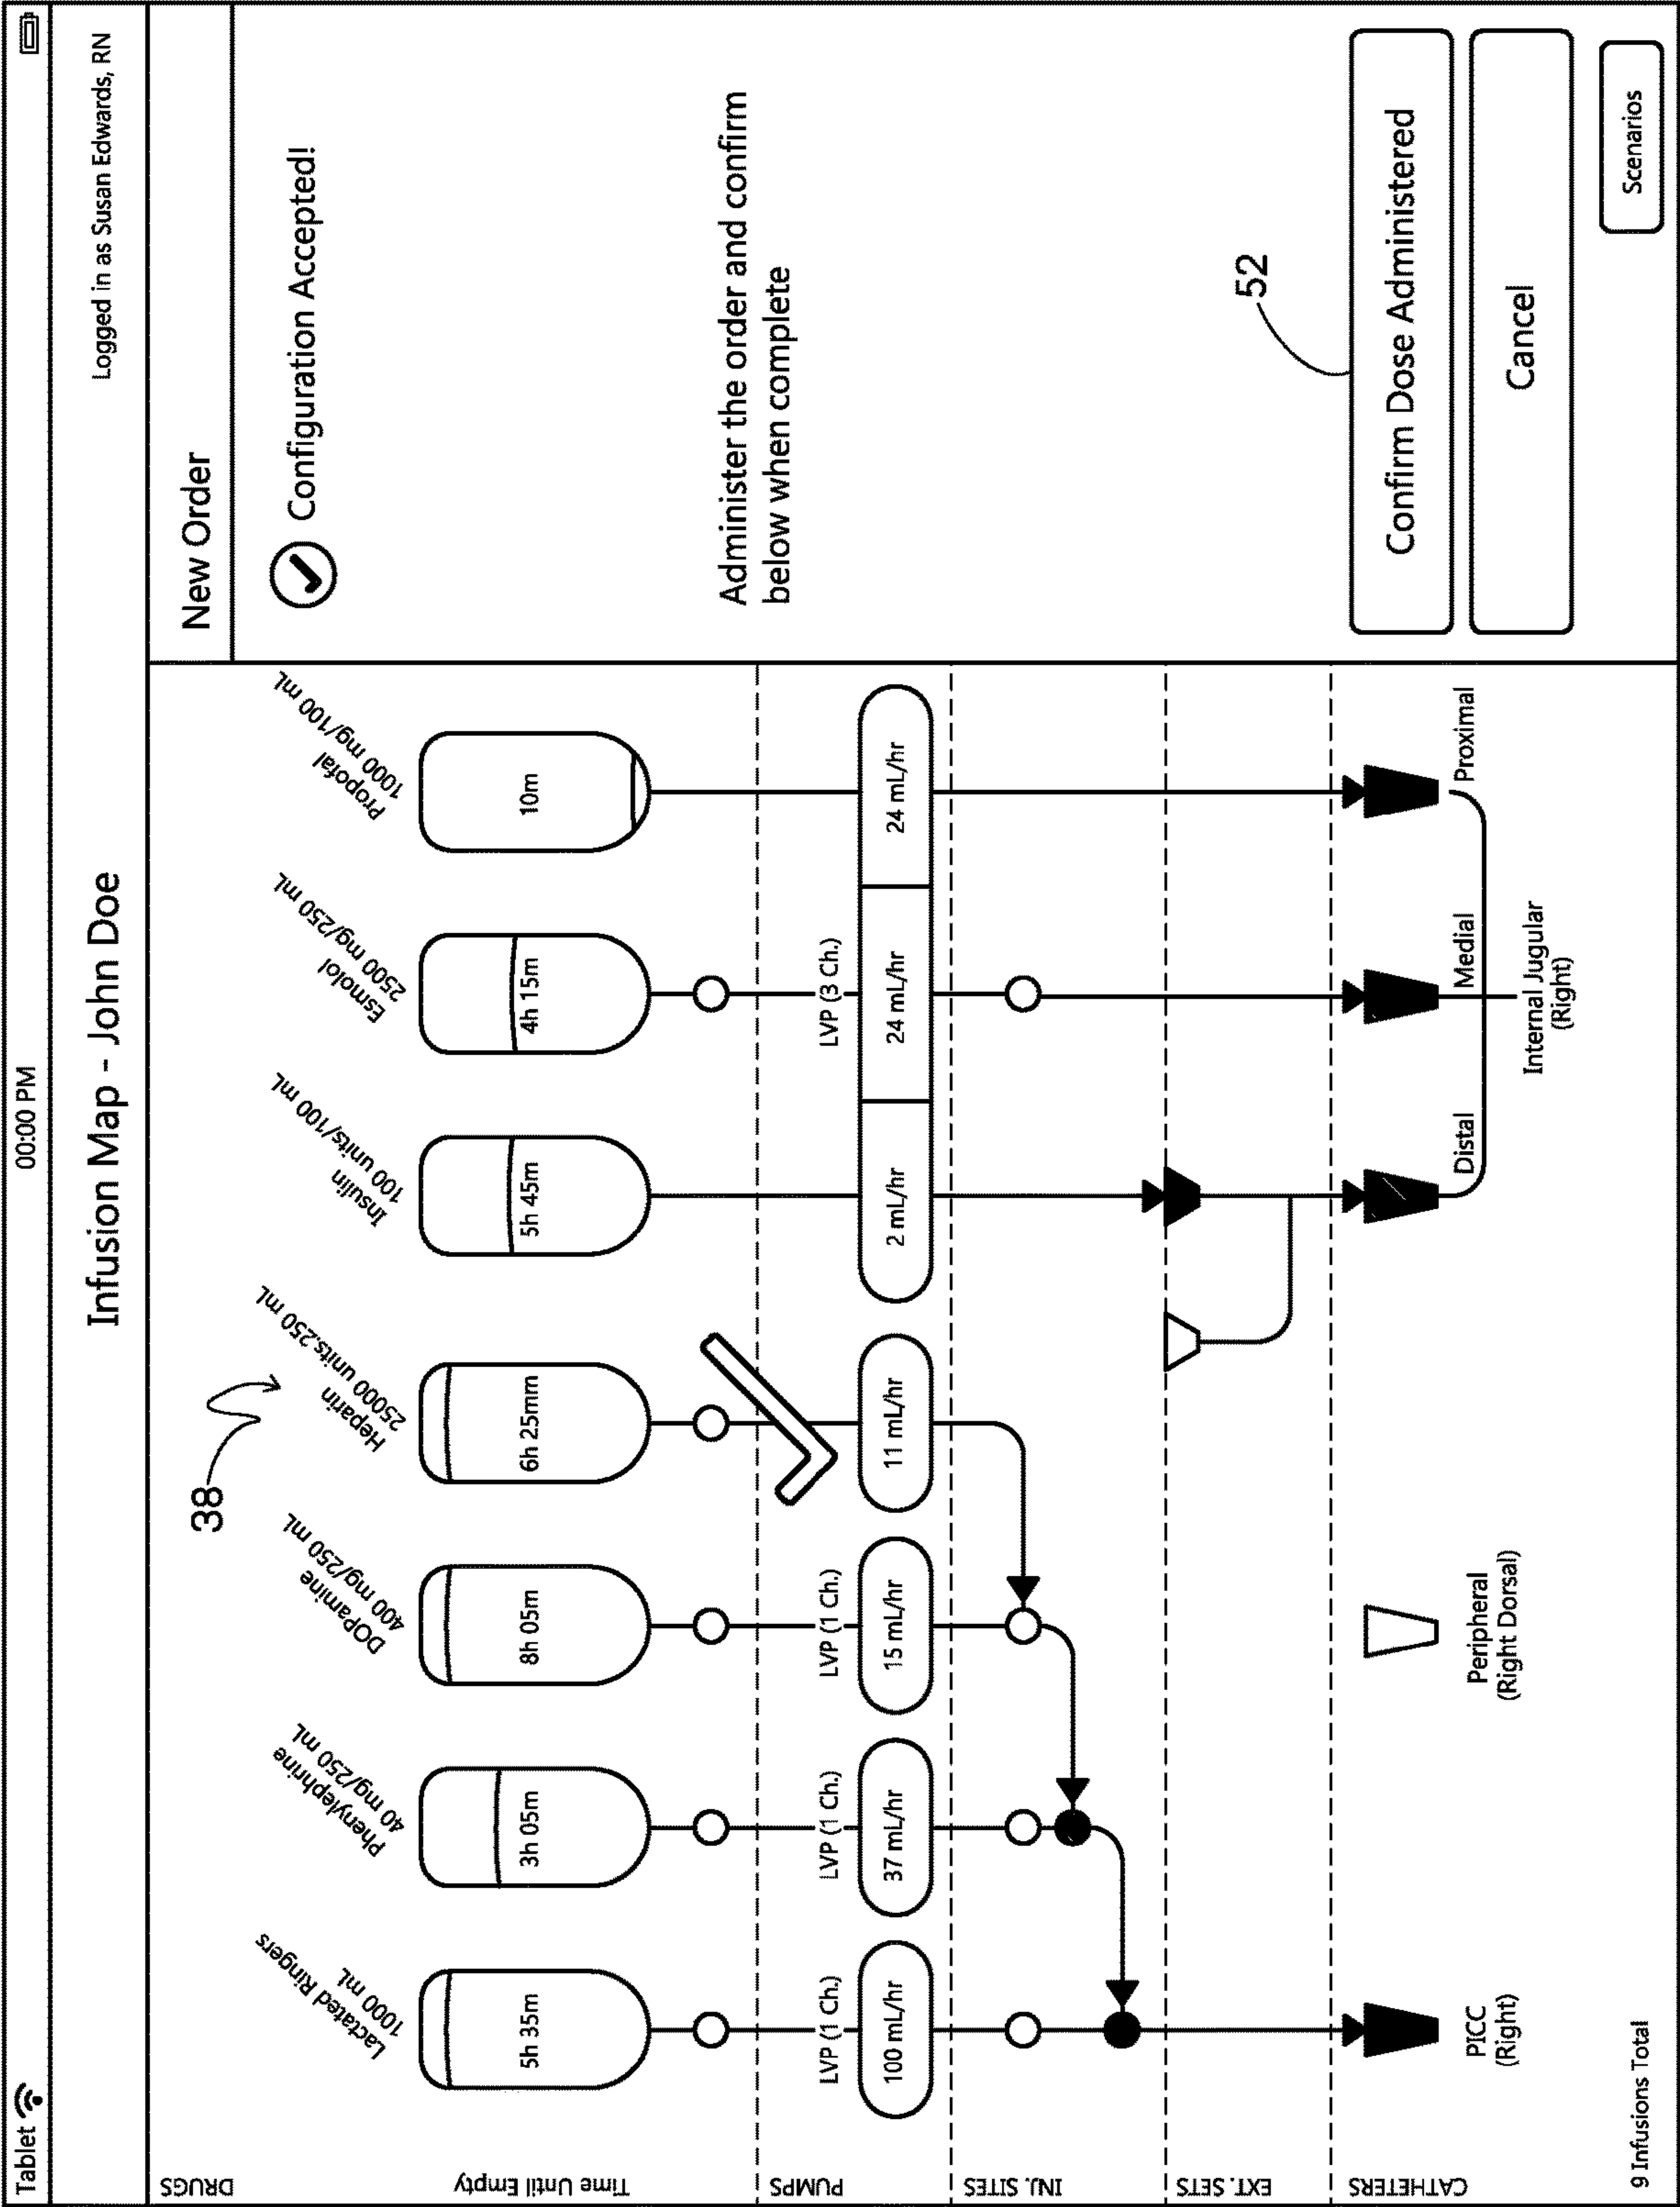 Tablet
00:00 PM
Infusion Map - John Doe
Logged in as Susan Edwards, RN
DRUGS
38
Lactated Ringers
1000 mL
Phenylephrine
40 mg/250 mL
DOPamine
400 mg/250 mL
Heparin
25000 units,250 mL
Insulin
100 units/100 mL
Esmolol
2500 mg/250 mL
Propofal
1000 mg/100 mL
Time Until Empty
5h 35m
3h 05m
8h 05m
6h 25mm
5h 45m
4h 15m
10m
PUMPS
LVP (1 Ch.)
LVP (1 Ch.)
LVP (1 Ch.)
LVP (3 Ch.)
100 mL/hr
37 mL/hr
15 mL/hr
11 mL/hr
2 mL/hr
24 mL/hr
24 mL/hr
INJ. SITES
EXT. SETS
CATHETERS
PICC
(Right)
Peripheral
(Right Dorsal)
Distal
Medial
Proximal
Internal Jugular
(Right)
9 Infusions Total
New Order
Configuration Accepted!
Administer the order and confirm
below when complete
52
Confirm Dose Administered
Cancel
Scenarios